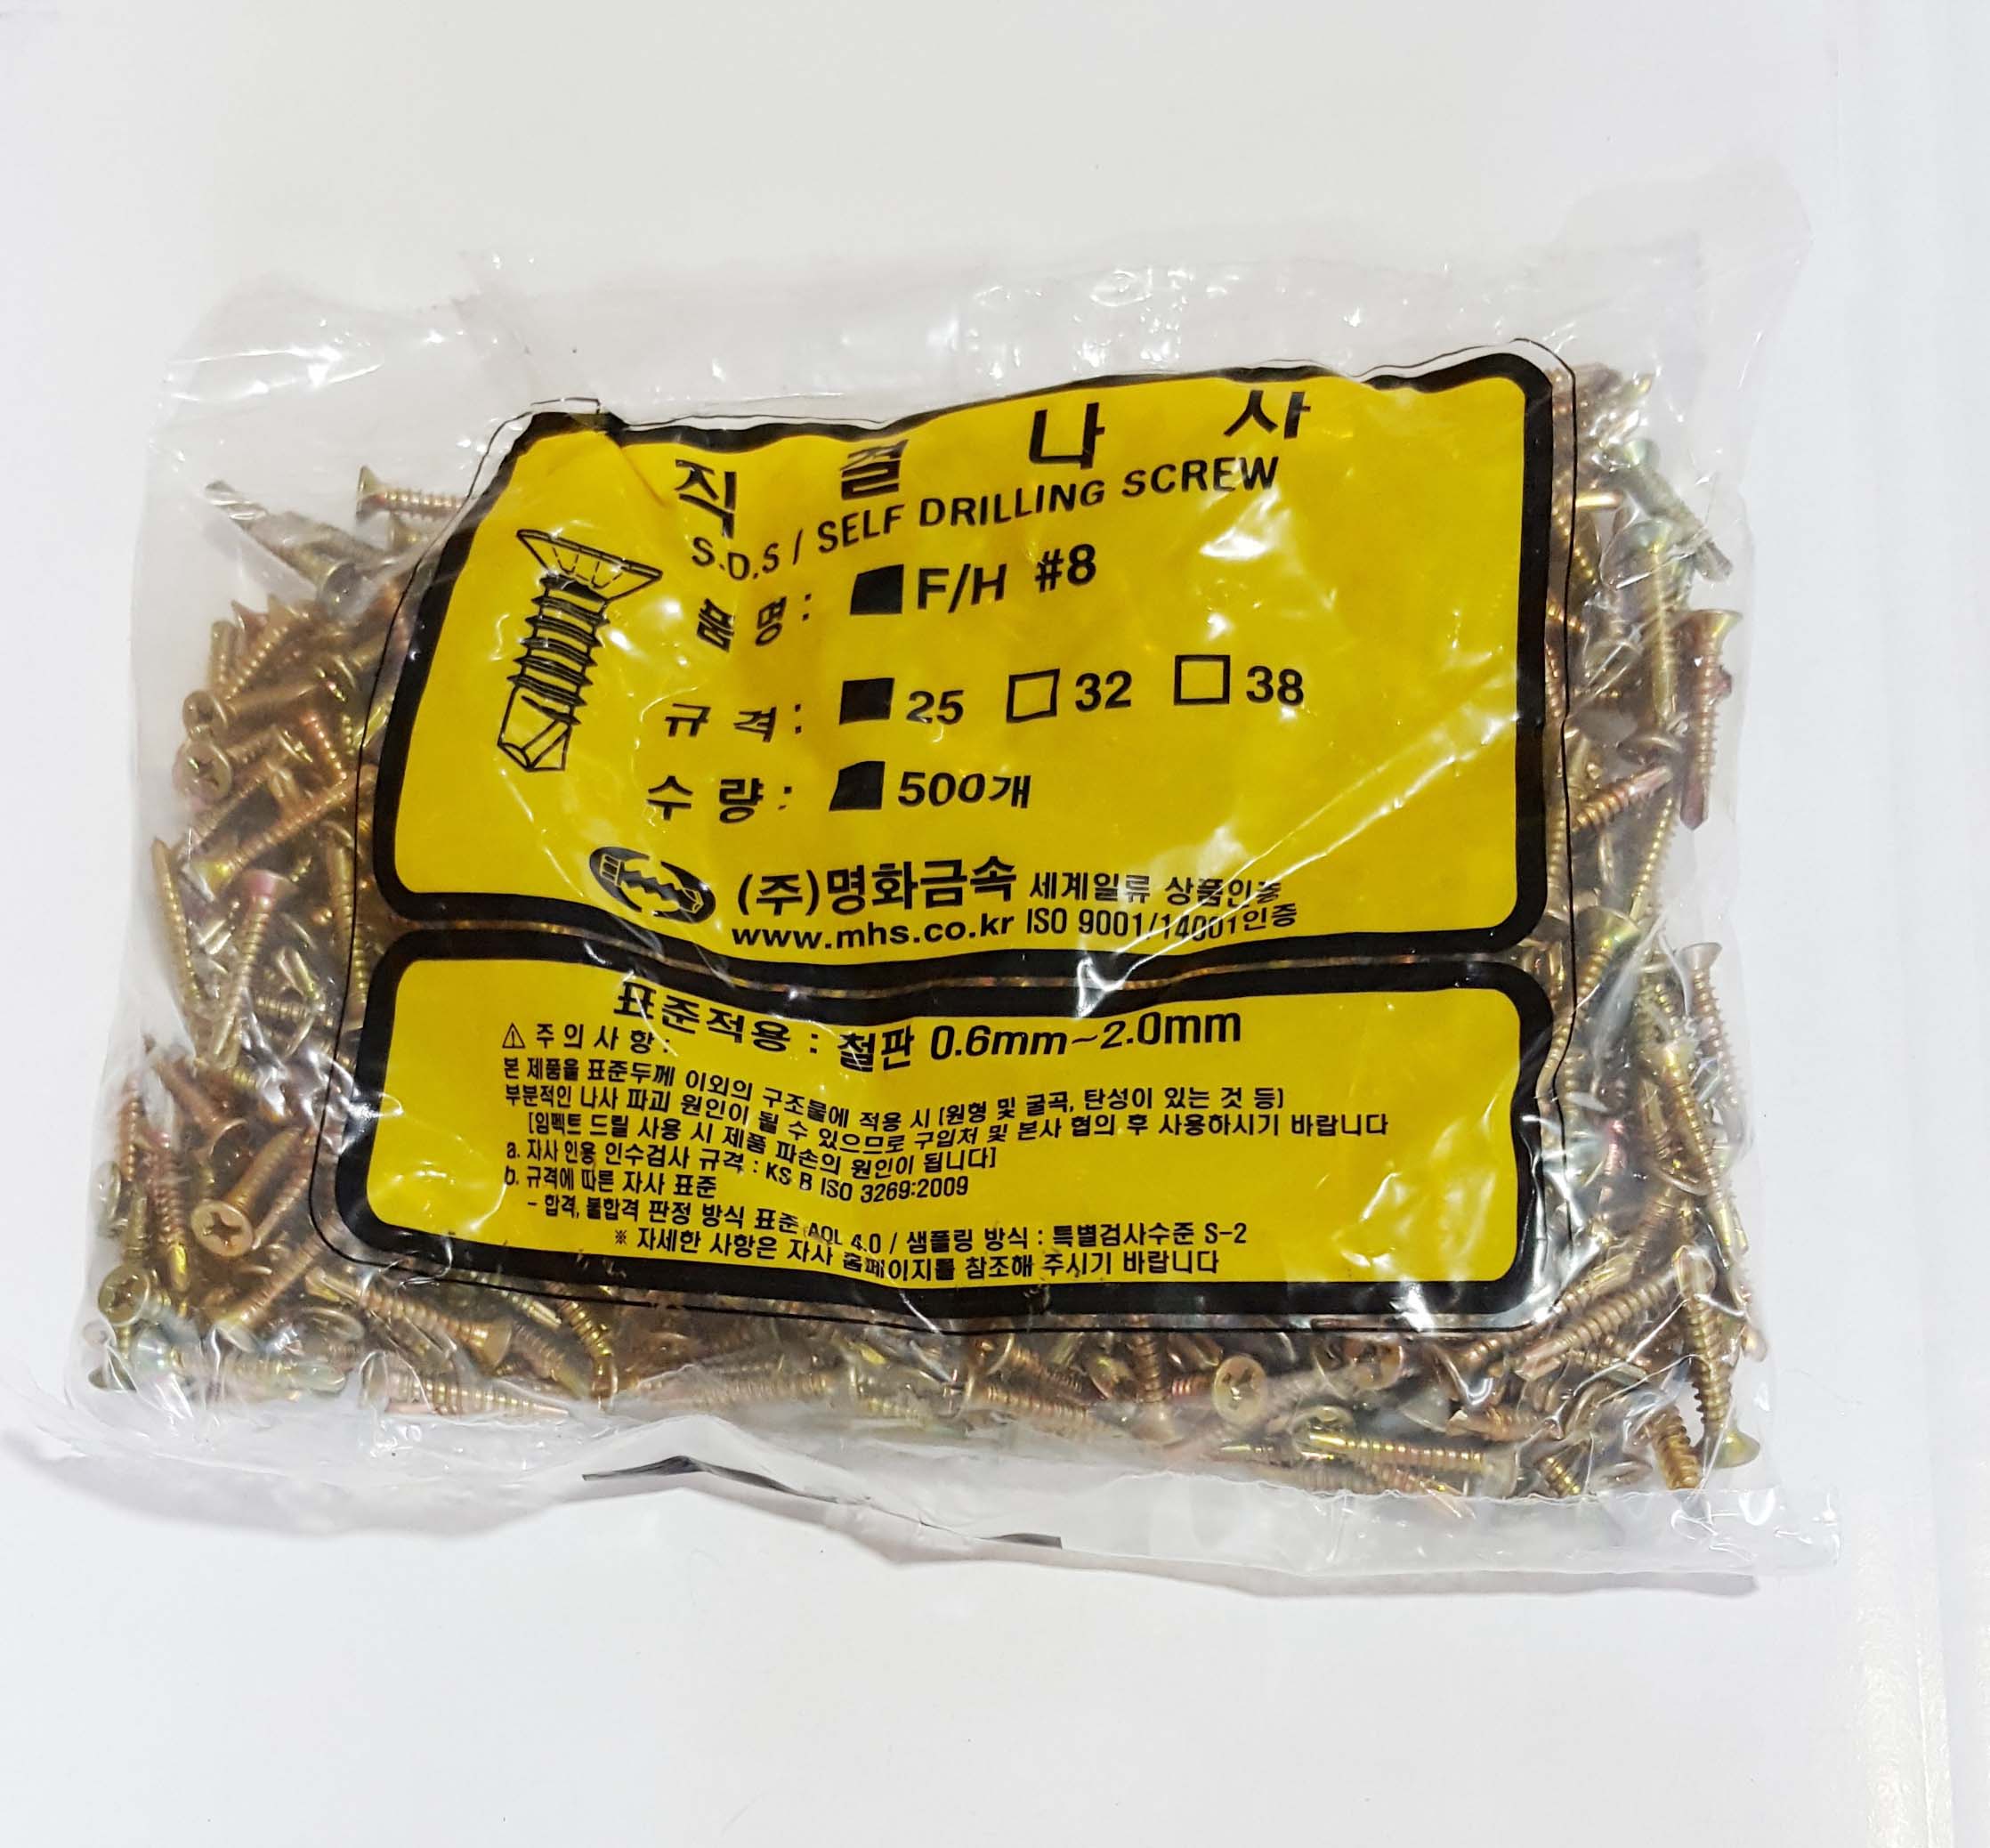 직 결 나 사
S.D.S / SELF DRILLING SCREW
품 명 : ■ F/H #8
규 격 : ■ 25 □ 32 □ 38
수 량 : ■ 500개
(주)명화금속 세계일류 상품인증
www.mhs.co.kr ISO 9001/14001인증
표준적용 : 철판 0.6mm~2.0mm
⚠ 주의사항 :
본 제품을 표준두께 이외의 구조물에 적용 시 [원형 및 굴곡, 탄성이 있는 것 등]
부분적인 나사 파괴 원인이 될 수 있으므로 구입처 및 본사 협의 후 사용하시기 바랍니다
[임펙트 드릴 사용 시 제품 파손의 원인이 됩니다]
a. 자사 인용 인수검사 규격 : KS B ISO 3269:2009
b. 규격에 따른 자사 표준
- 합격, 불합격 판정 방식 표준 AQL 4.0 / 샘플링 방식 : 특별검사수준 S-2
※ 자세한 사항은 자사 홈페이지를 참조해 주시기 바랍니다